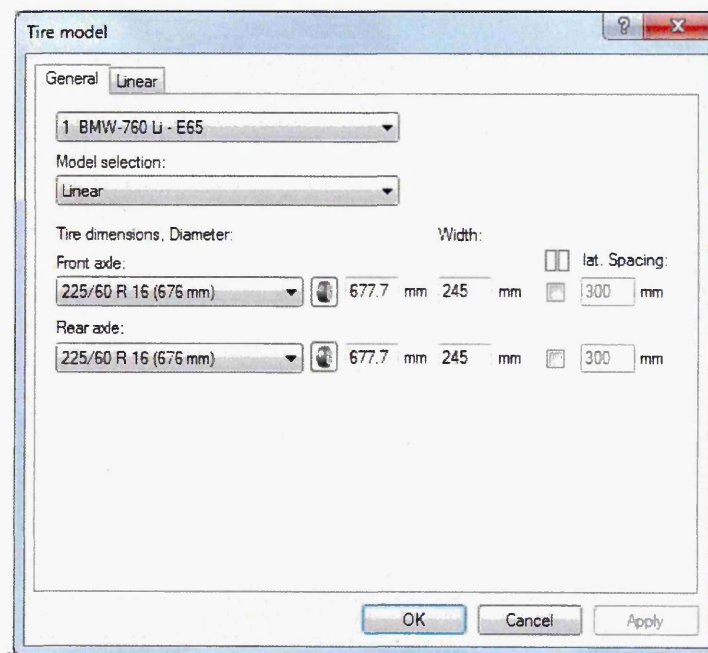 Tire model
General Linear
1 BMW-760 Li - E65
Model selection:
Linear
Tire dimensions, Diameter: Width:
Front axle: lat. Spacing:
225/60 R 16 (676 mm) 677.7 mm 245 mm 300 mm
Rear axle:
225/60 R 16 (676 mm) 677.7 mm 245 mm 300 mm
OK Cancel Apply